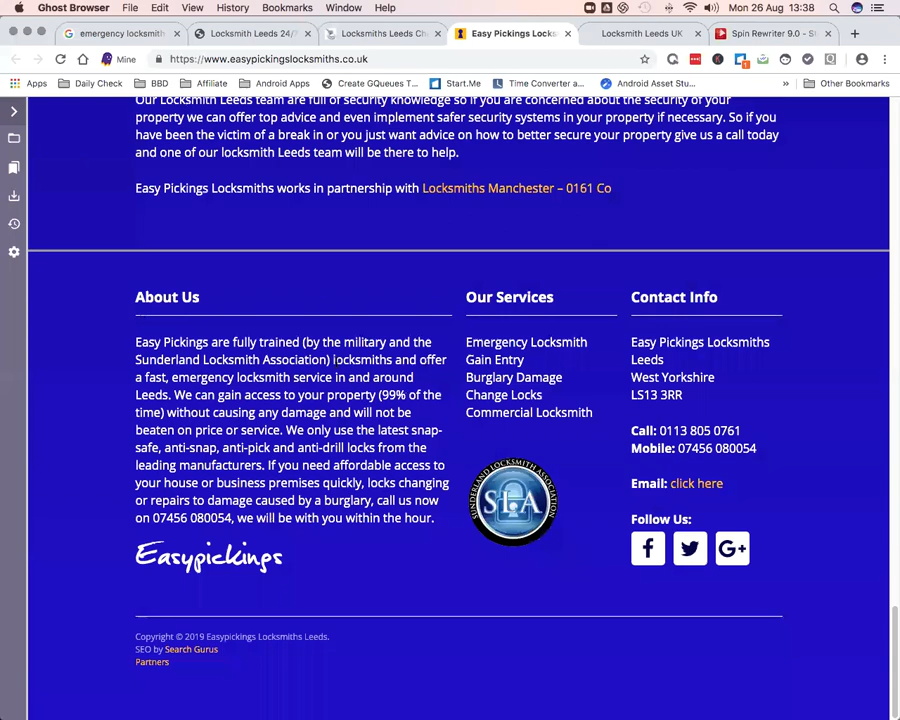 Ghost Browser File Edit View History Bookmarks Window Help Mon 26 Aug 13:38
emergency locksmith Locksmith Leeds 24/7 Locksmiths Leeds Ch Easy Pickings Locks Locksmith Leeds UK Spin Rewriter 9.0 - St
Mine https://www.easypickingslocksmiths.co.uk
Apps Daily Check BBD Affiliate Android Apps Create GQueues T... Start.Me Time Converter a... Android Asset Stu... » Other Bookmarks
Our Locksmith Leeds team are full of security knowledge so if you are concerned about the security of your
property we can offer top advice and even implement safer security systems in your property if necessary. So if you
have been the victim of a break in or you just want advice on how to better secure your property give us a call today
and one of our locksmith Leeds team will be there to help.
Easy Pickings Locksmiths works in partnership with Locksmiths Manchester – 0161 Co
About Us
Easy Pickings are fully trained (by the military and the
Sunderland Locksmith Association) locksmiths and offer
a fast, emergency locksmith service in and around
Leeds. We can gain access to your property (99% of the
time) without causing any damage and will not be
beaten on price or service. We only use the latest snap-
safe, anti-snap, anti-pick and anti-drill locks from the
leading manufacturers. If you need affordable access to
your house or business premises quickly, locks changing
or repairs to damage caused by a burglary, call us now
on 07456 080054, we will be with you within the hour.
Easypickings
Our Services
Emergency Locksmith
Gain Entry
Burglary Damage
Change Locks
Commercial Locksmith
SUNDERLAND LOCKSMITH ASSOCIATION
SLA
Contact Info
Easy Pickings Locksmiths
Leeds
West Yorkshire
LS13 3RR
Call: 0113 805 0761
Mobile: 07456 080054
Email: click here
Follow Us:
f G+
Copyright © 2019 Easypickings Locksmiths Leeds.
SEO by Search Gurus
Partners